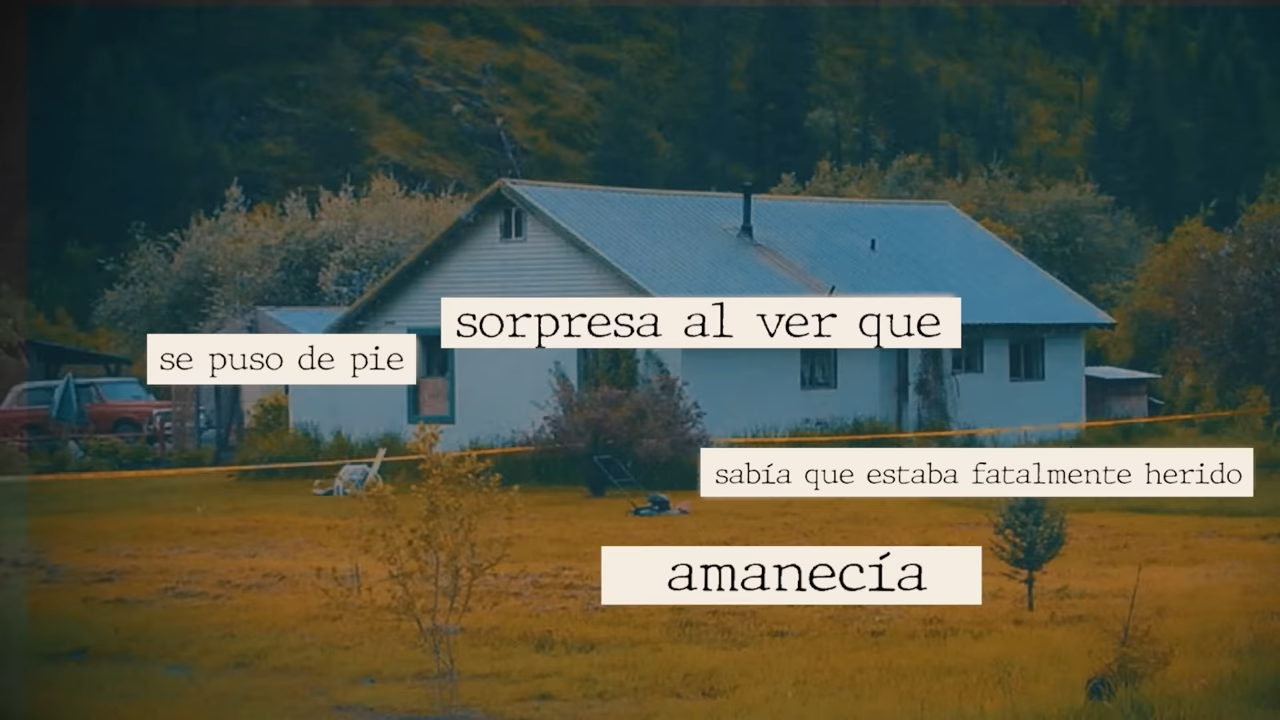 sorpresa al ver que
se puso de pie
sabía que estaba fatalmente herido
amanecía